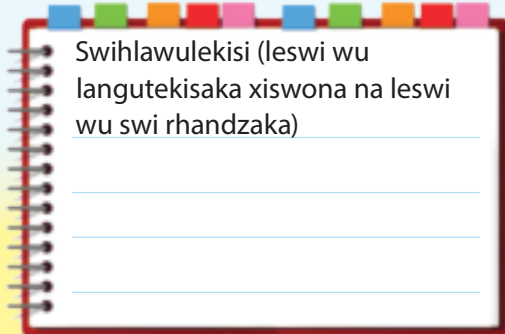 Swihlawulekisi (leswi wu
langutekisaka xiswona na leswi
wu swi rhandzaka)